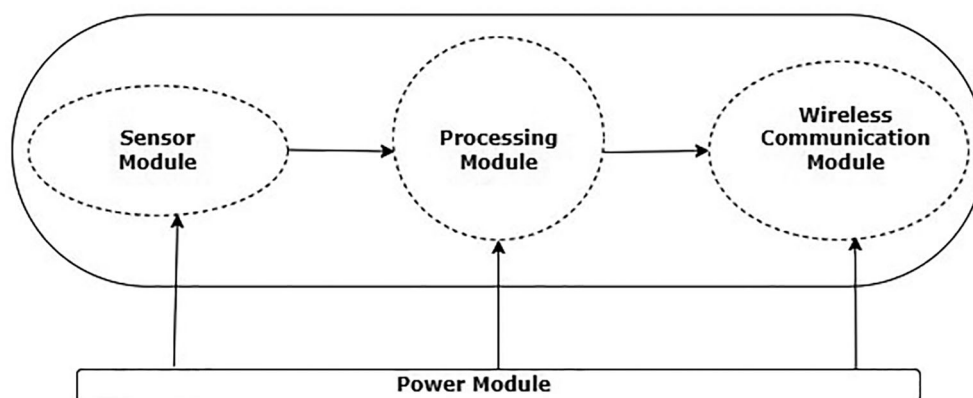 Sensor
Module
Processing
Module
Wireless
Communication
Module
Power Module